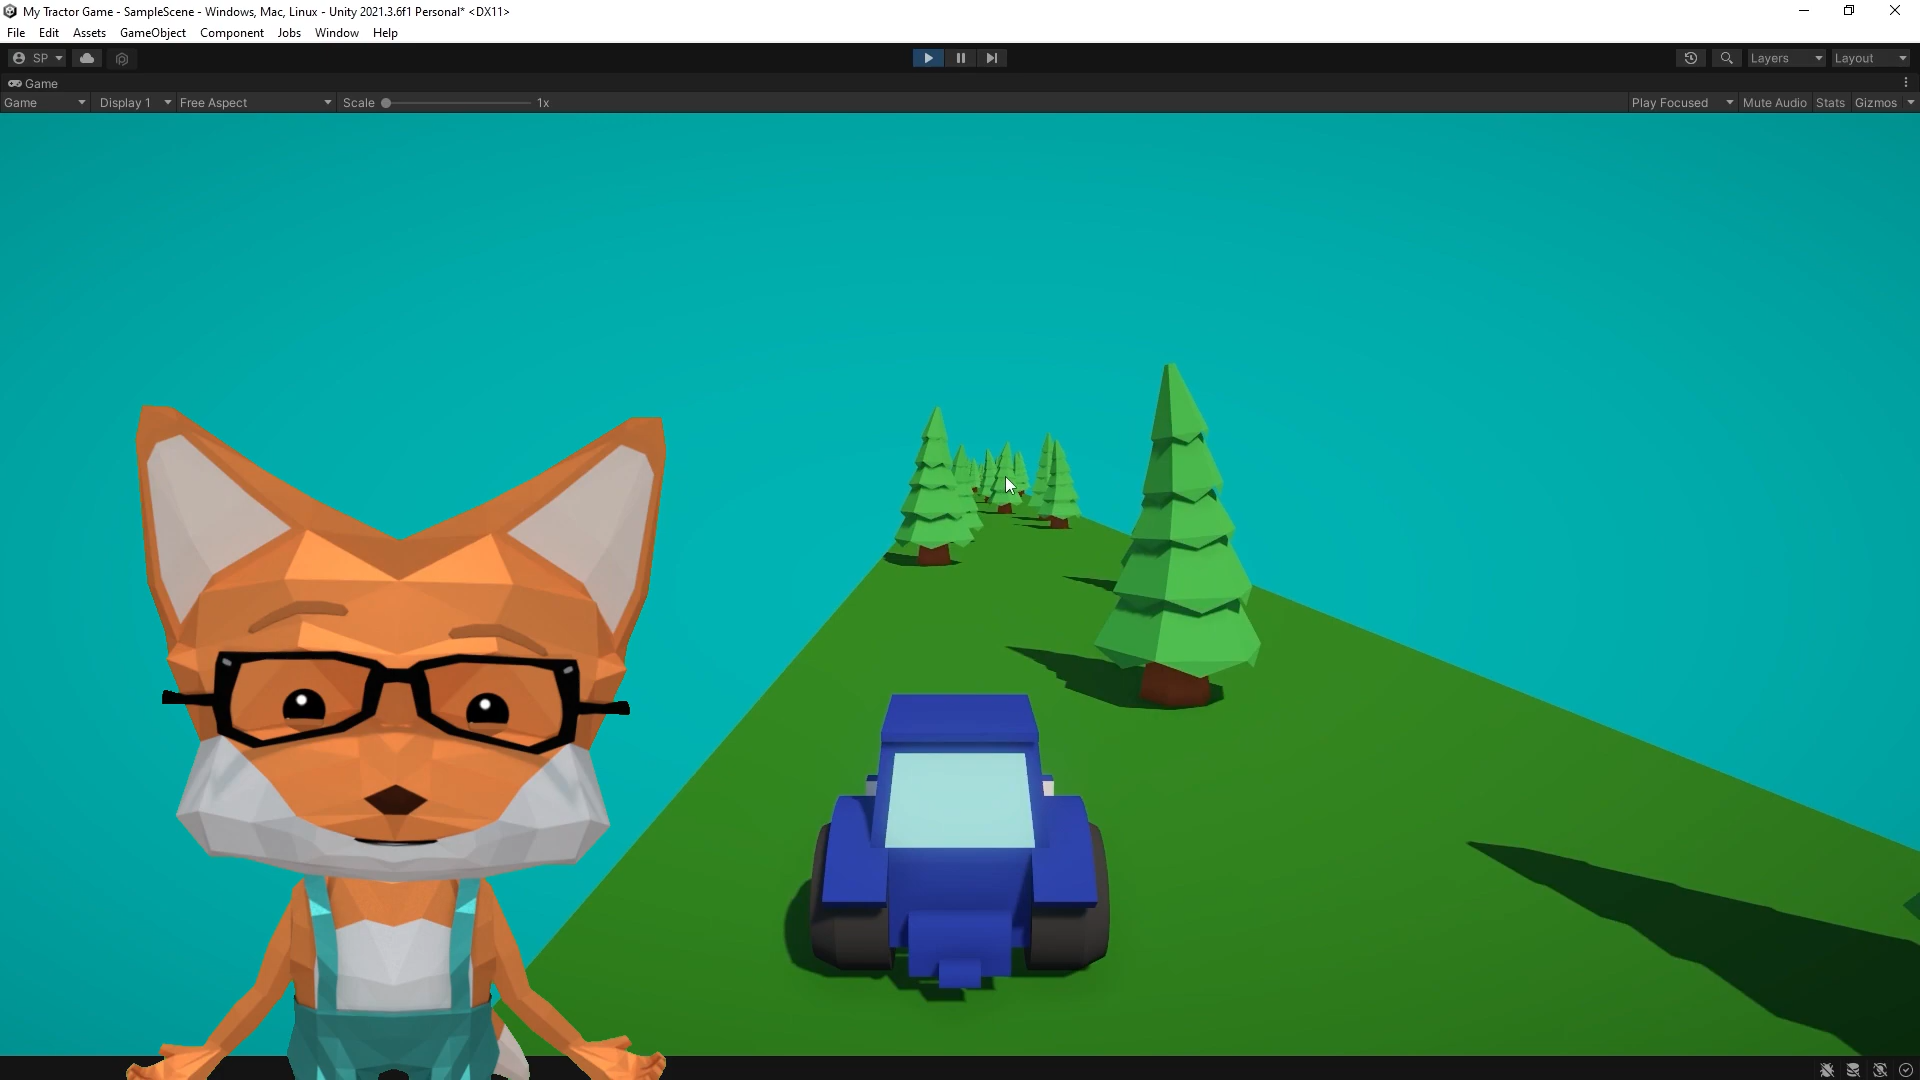 My Tractor Game - SampleScene - Windows, Mac, Linux - Unity 2021.3.6f1 Personal* <DX11>
File Edit Assets GameObject Component Jobs Window Help
SP Layers Layout
Game
Game Display 1 Free Aspect Scale 1x Play Focused Mute Audio Stats Gizmos